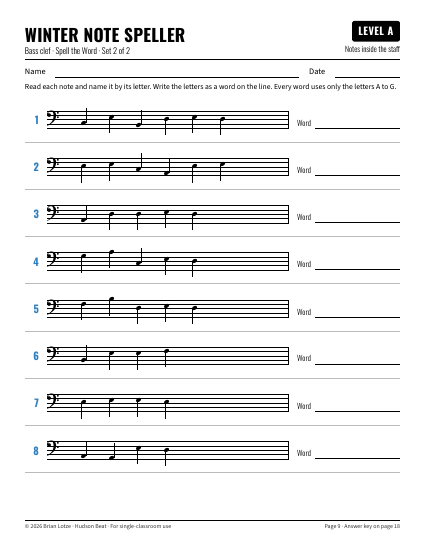 WINTER NOTE SPELLER
LEVEL A
Bass clef · Spell the Word · Set 2 of 2
Notes inside the staff
Name
Date
Read each note and name it by its letter. Write the letters as a word on the line. Every word uses only the letters A to G.
1
Word
2
Word
3
Word
4
Word
5
Word
6
Word
7
Word
8
Word
© 2026 Brian Lotze · Hudson Beat · For single-classroom use
Page 9 · Answer key on page 18